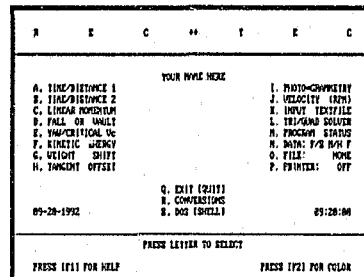 R E C ** T E C
YOUR NAME HERE
A. TIME/DISTANCE 1
B. TIME/DISTANCE 2
C. LINEAR MOMENTUM
D. FALL OR VAULT
E. YAW/CRITICAL Vc
F. KINETIC ENERGY
G. WEIGHT SHIFT
H. TANGENT OFFSET
I. PHOTO-GRAMMETRY
J. VELOCITY (RPM)
K. INPUT TEXTFILE
L. TRI/QUAD SOLVER
M. PROGRAM STATUS
N. DATA: F/S M/H F
O. FILE: NONE
P. PRINTER: OFF
Q. EXIT [QUIT]
R. CONVERSIONS
S. DOS [SHELL]
09-28-1992
09:28:08
PRESS LETTER TO SELECT
PRESS [F1] FOR HELP
PRESS [F2] FOR COLOR